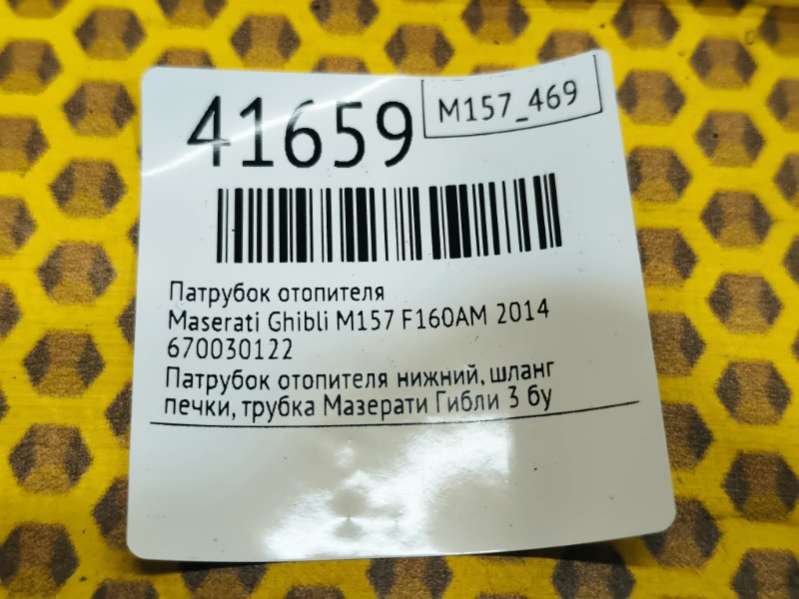 41659
M157_469
Патрубок отопителя
Maserati Ghibli M157 F160AM 2014
670030122
Патрубок отопителя нижний, шланг
печки, трубка Мазерати Гибли 3 бу